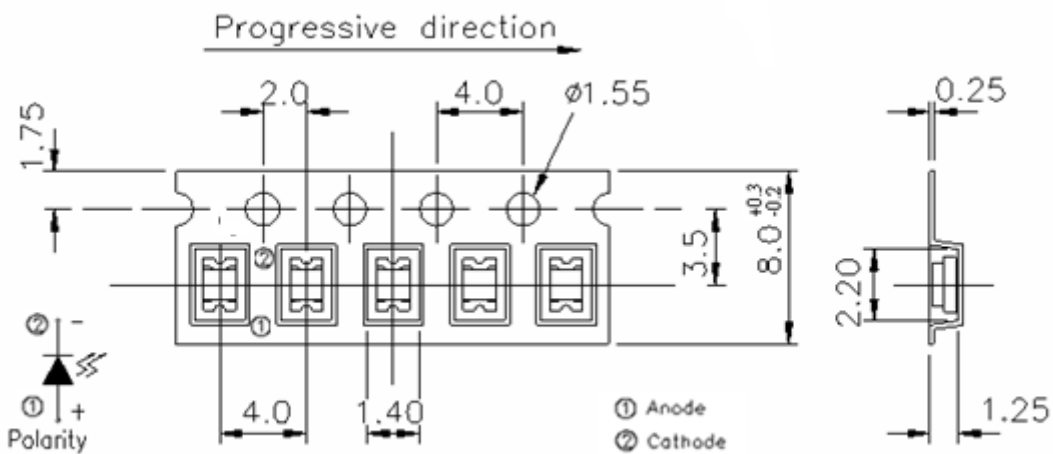 Progressive direction
2.0
4.0
ø1.55
0.25
1.75
8.0 +0.3 -0.2
3.5
2.20
②
①
② -
① +
Polarity
4.0
1.40
① Anode
② Cathode
1.25